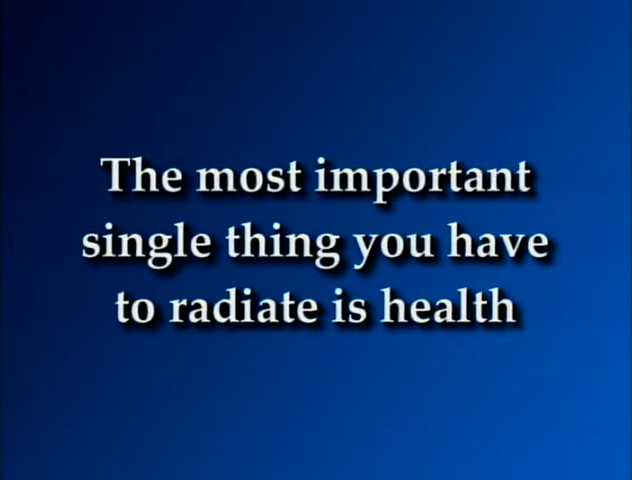 The most important
single thing you have
to radiate is health